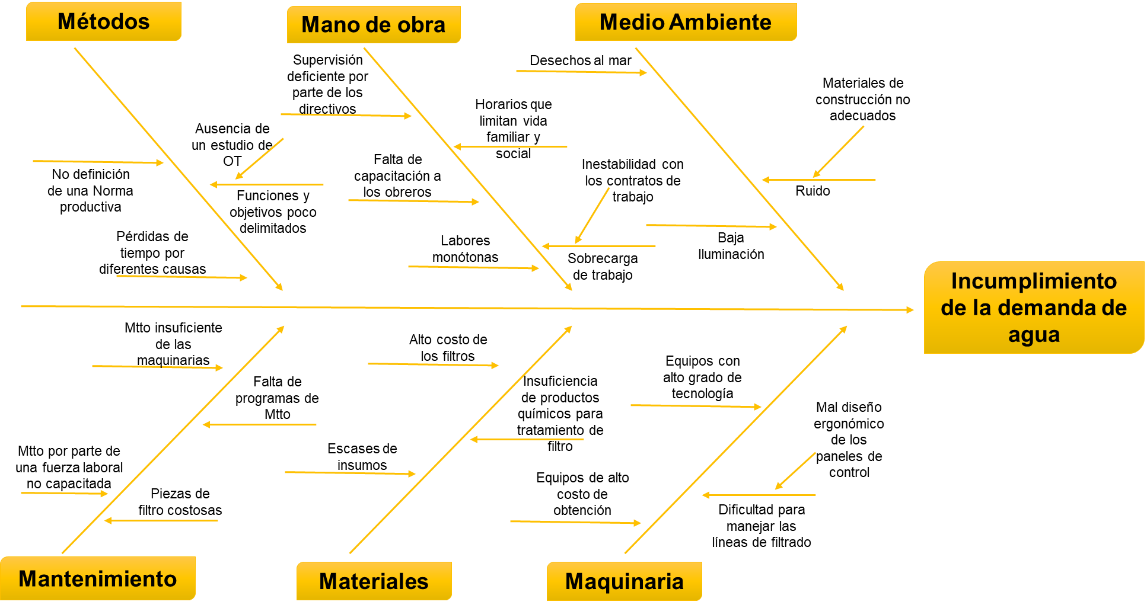 Métodos
Mano de obra
Medio Ambiente
Supervisión
deficiente por
parte de los
directivos
Desechos al mar
Materiales de
construcción no
adecuados
Horarios que
limitan vida
familiar y
social
Ausencia de
un estudio de
OT
No definición
de una Norma
productiva
Falta de
capacitación a
los obreros
Inestabilidad con
los contratos de
trabajo
Ruido
Funciones y
objetivos poco
delimitados
Pérdidas de
tiempo por
diferentes causas
Labores
monótonas
Sobrecarga
de trabajo
Baja
Iluminación
Incumplimiento
de la demanda de
agua
Mtto insuficiente
de las
maquinarias
Alto costo de
los filtros
Equipos con
alto grado de
tecnología
Falta de
programas de
Mtto
Insuficiencia
de productos
químicos para
tratamiento de
filtro
Mal diseño
ergonómico
de los
paneles de
control
Mtto por parte de
una fuerza laboral
no capacitada
Escases de
insumos
Piezas de
filtro costosas
Equipos de alto
costo de
obtención
Dificultad para
manejar las
líneas de filtrado
Mantenimiento
Materiales
Maquinaria